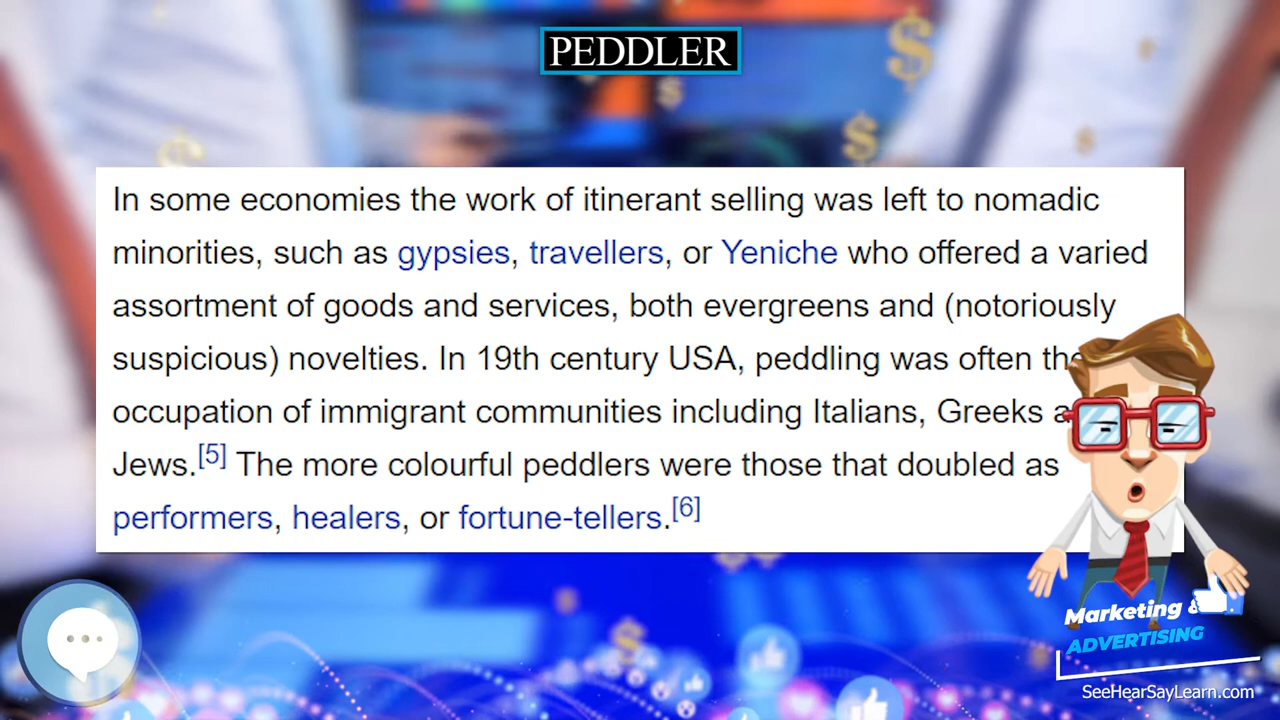 PEDDLER
In some economies the work of itinerant selling was left to nomadic
minorities, such as gypsies, travellers, or Yeniche who offered a varied
assortment of goods and services, both evergreens and (notoriously
suspicious) novelties. In 19th century USA, peddling was often the
occupation of immigrant communities including Italians, Greeks a
Jews.[5] The more colourful peddlers were those that doubled as
performers, healers, or fortune-tellers.[6]
Marketing &
ADVERTISING
SeeHearSayLearn.com